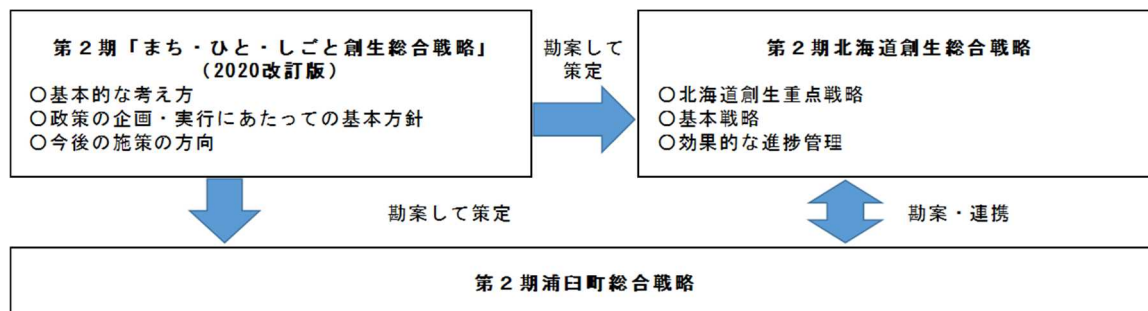 第２期「まち・ひと・しごと創生総合戦略」
（2020改訂版）
○基本的な考え方
○政策の企画・実行にあたっての基本方針
○今後の施策の方向
勘案して
策定
第２期北海道創生総合戦略
○北海道創生重点戦略
○基本戦略
○効果的な進捗管理
勘案して策定
勘案・連携
第２期浦臼町総合戦略